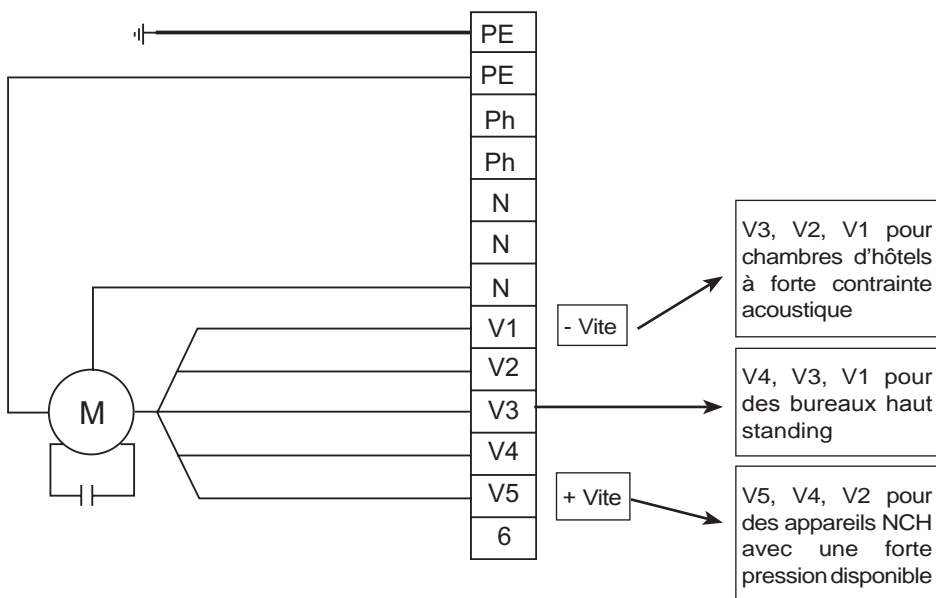 PE
PE
Ph
Ph
N
N
N
V1
V2
V3
V4
V5
6
M
- Vite
+ Vite
V3, V2, V1 pour
chambres d'hôtels
à forte contrainte
acoustique
V4, V3, V1 pour
des bureaux haut
standing
V5, V4, V2 pour
des appareils NCH
avec une forte
pression disponible